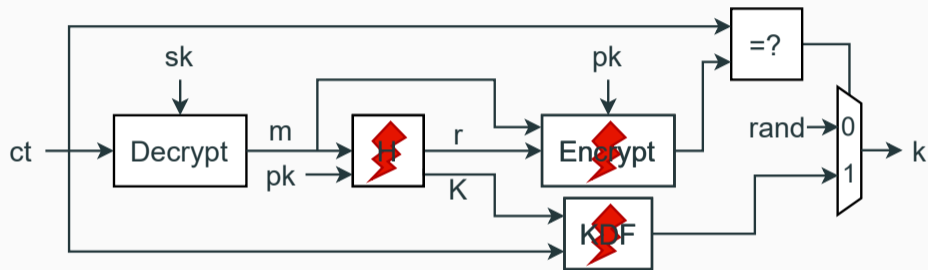 =?
sk
pk
rand
0
ct
Decrypt
m
H
r
Encrypt
k
pk
K
1
KDF